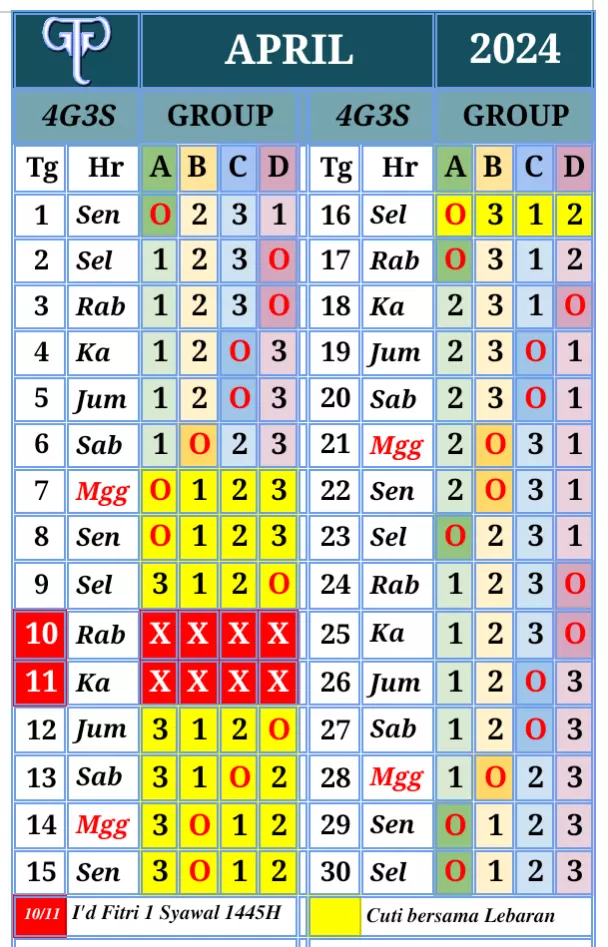 APRIL 2024
4G3S GROUP 4G3S GROUP
Tg Hr A B C D Tg Hr A B C D
1 Sen O 2 3 1 16 Sel O 3 1 2
2 Sel 1 2 3 O 17 Rab O 3 1 2
3 Rab 1 2 3 O 18 Ka 2 3 1 O
4 Ka 1 2 O 3 19 Jum 2 3 O 1
5 Jum 1 2 O 3 20 Sab 2 3 O 1
6 Sab 1 O 2 3 21 Mgg 2 O 3 1
7 Mgg O 1 2 3 22 Sen 2 O 3 1
8 Sen O 1 2 3 23 Sel O 2 3 1
9 Sel 3 1 2 O 24 Rab 1 2 3 O
10 Rab X X X X 25 Ka 1 2 3 O
11 Ka X X X X 26 Jum 1 2 O 3
12 Jum 3 1 2 O 27 Sab 1 2 O 3
13 Sab 3 1 O 2 28 Mgg 1 O 2 3
14 Mgg 3 O 1 2 29 Sen O 1 2 3
15 Sen 3 O 1 2 30 Sel O 1 2 3
10/11 I'd Fitri 1 Syawal 1445H Cuti bersama Lebaran